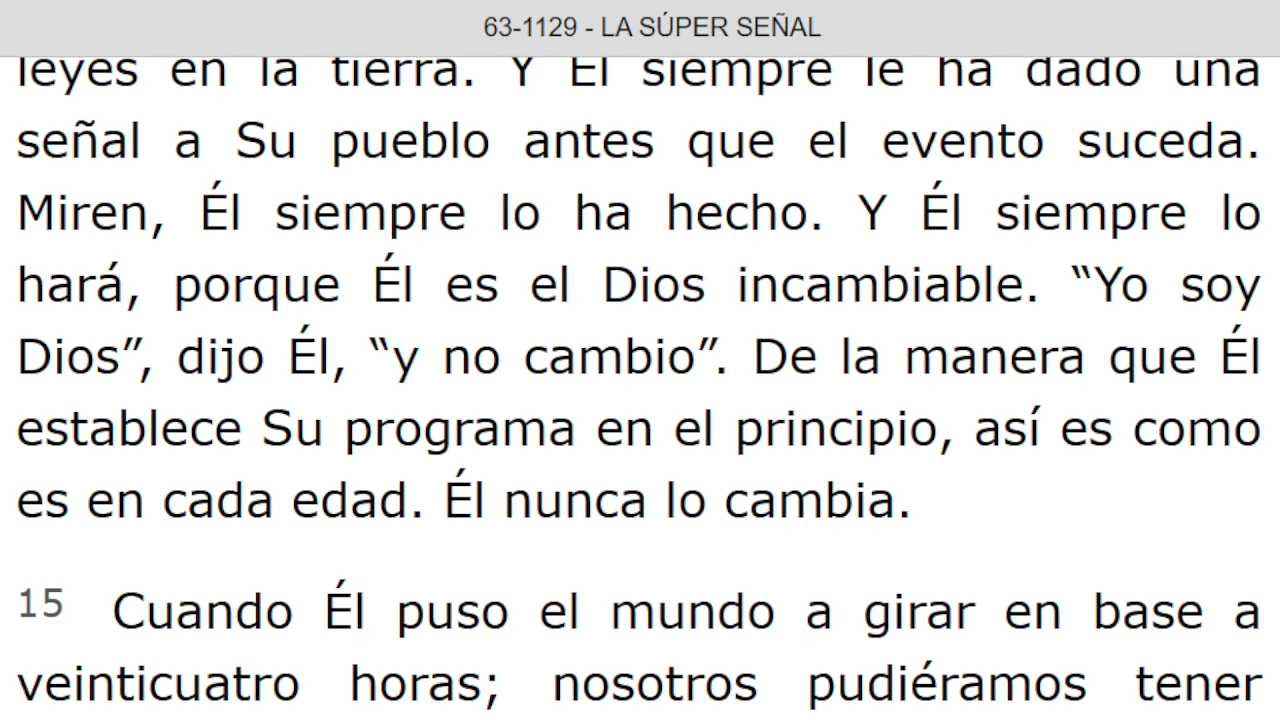 63-1129 - LA SÚPER SEÑAL
leyes en la tierra. Y Él siempre le ha dado una
señal a Su pueblo antes que el evento suceda.
Miren, Él siempre lo ha hecho. Y Él siempre lo
hará, porque Él es el Dios incambiable. “Yo soy
Dios”, dijo Él, “y no cambio”. De la manera que Él
establece Su programa en el principio, así es como
es en cada edad. Él nunca lo cambia.
15 Cuando Él puso el mundo a girar en base a
veinticuatro horas; nosotros pudiéramos tener